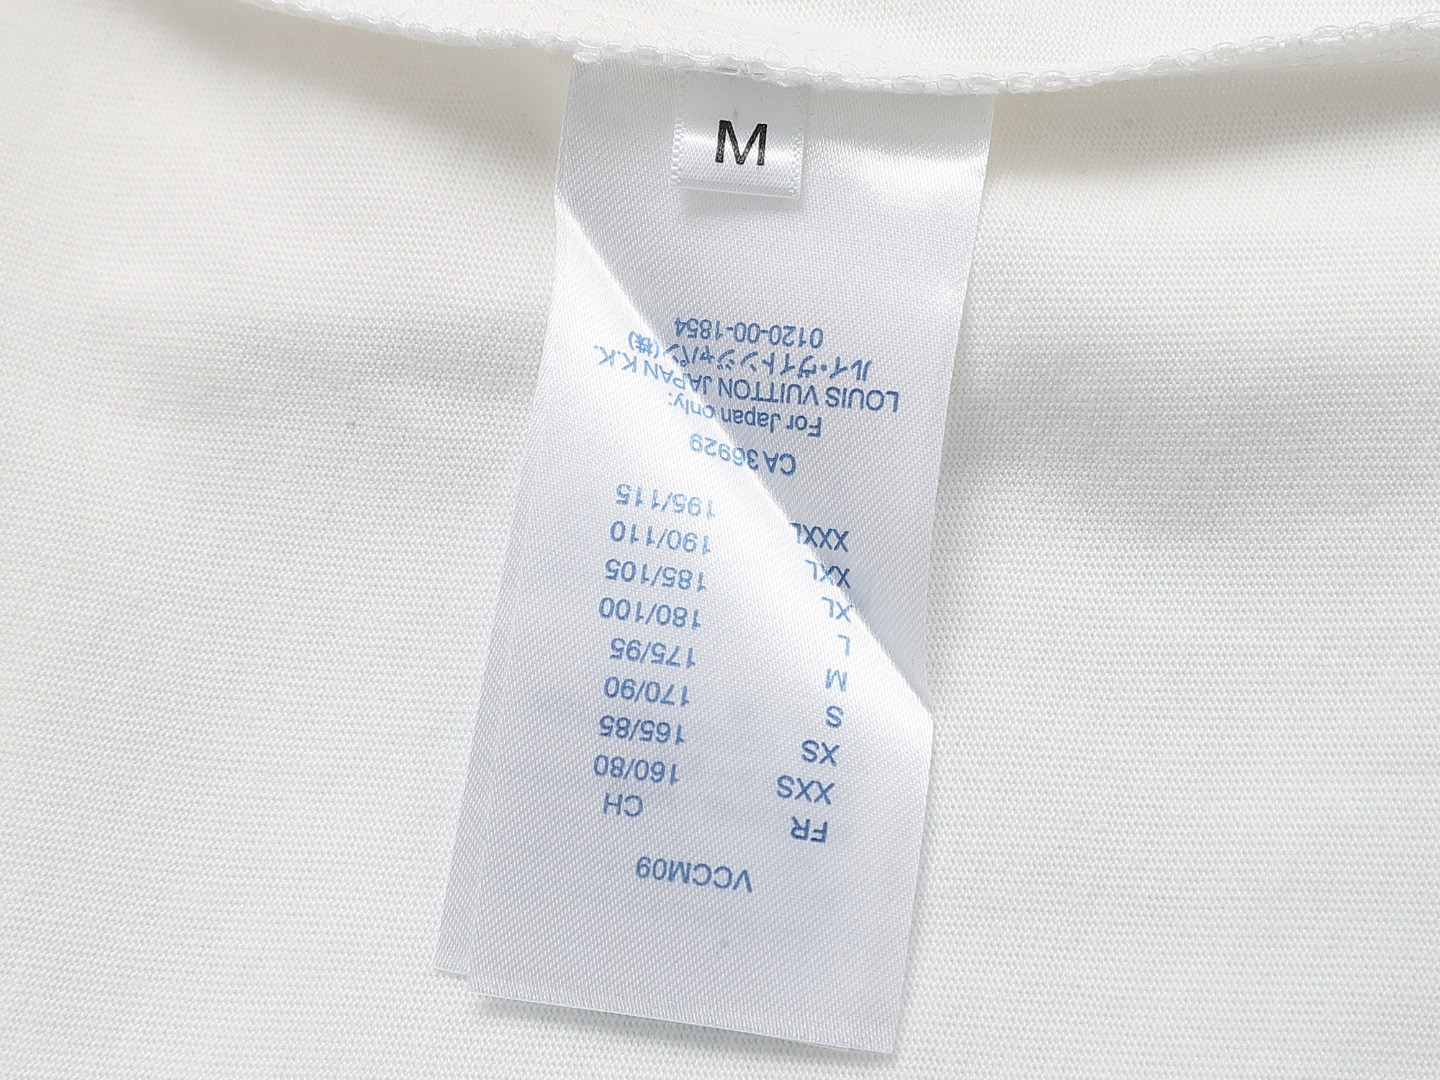 M
VCCM09
FR CH
XXS 160/80
XS 165/85
S 170/90
M 175/95
L 180/100
XL 185/105
XXL 190/110
XXXL 195/115
CA 36929
For Japan only:
LOUIS VUITTON JAPAN K.K.
ルイ・ヴィトンジャパン(株)
0120-00-1854